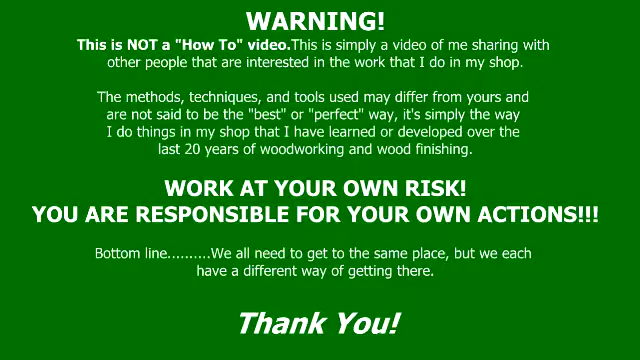 WARNING!
This is NOT a "How To" video.This is simply a video of me sharing with
other people that are interested in the work that I do in my shop.
The methods, techniques, and tools used may differ from yours and
are not said to be the "best" or "perfect" way, it's simply the way
I do things in my shop that I have learned or developed over the
last 20 years of woodworking and wood finishing.
WORK AT YOUR OWN RISK!
YOU ARE RESPONSIBLE FOR YOUR OWN ACTIONS!!!
Bottom line..........We all need to get to the same place, but we each
have a different way of getting there.
Thank You!